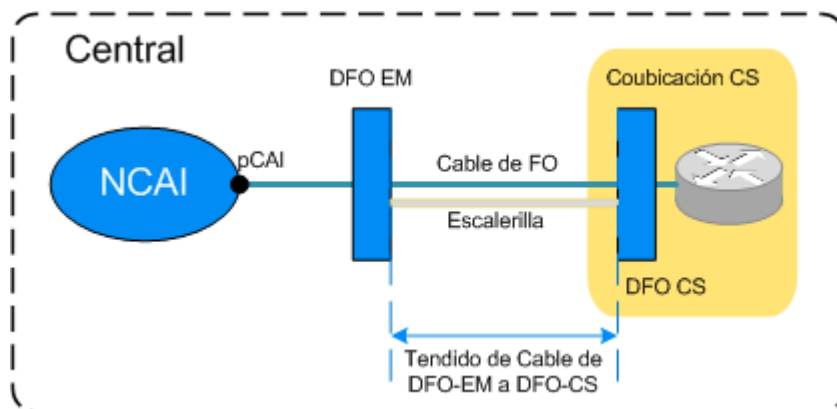 Central
DFO EM
Coubicación CS
NCAI
pCAI
Cable de FO
Escalerilla
DFO CS
Tendido de Cable de
DFO-EM a DFO-CS